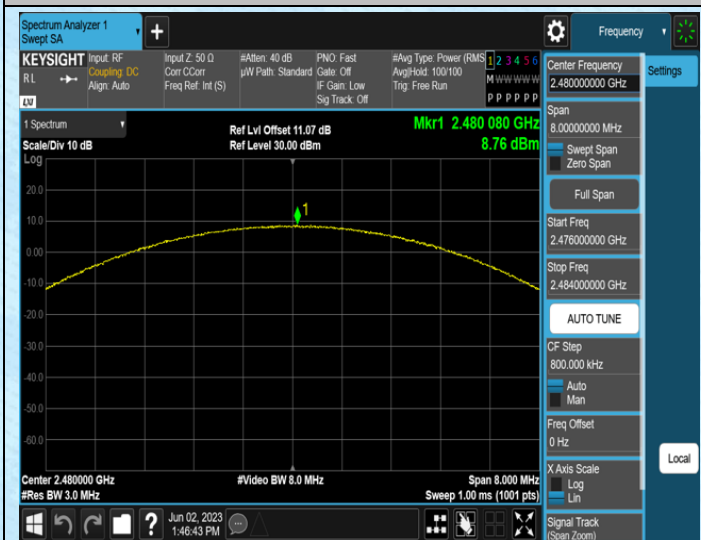 Spectrum Analyzer 1
Swept SA
Frequency
KEYSIGHT
RL
LXI
Input: RF
Coupling: DC
Align: Auto
Input Z: 50 Ω
Corr CCorr
Freq Ref: Int (S)
#Atten: 40 dB
µW Path: Standard
PNO: Fast
Gate: Off
IF Gain: Low
Sig Track: Off
#Avg Type: Power (RMS
Avg|Hold: 100/100
Trig: Free Run
1 2 3 4 5 6
M W W W W W
P P P P P P
1 Spectrum
Scale/Div 10 dB
Log
Ref Lvl Offset 11.07 dB
Ref Level 30.00 dBm
Mkr1 2.480 080 GHz
8.76 dBm
1
20.0
10.0
0.00
-10.0
-20.0
-30.0
-40.0
-50.0
-60.0
Center 2.480000 GHz
#Res BW 3.0 MHz
#Video BW 8.0 MHz
Span 8.000 MHz
Sweep 1.00 ms (1001 pts)
Jun 02, 2023
1:46:43 PM
Center Frequency
2.480000000 GHz
Settings
Span
8.00000000 MHz
Swept Span
Zero Span
Full Span
Start Freq
2.476000000 GHz
Stop Freq
2.484000000 GHz
AUTO TUNE
CF Step
800.000 kHz
Auto
Man
Freq Offset
0 Hz
X Axis Scale
Log
Lin
Signal Track
(Span Zoom)
Local